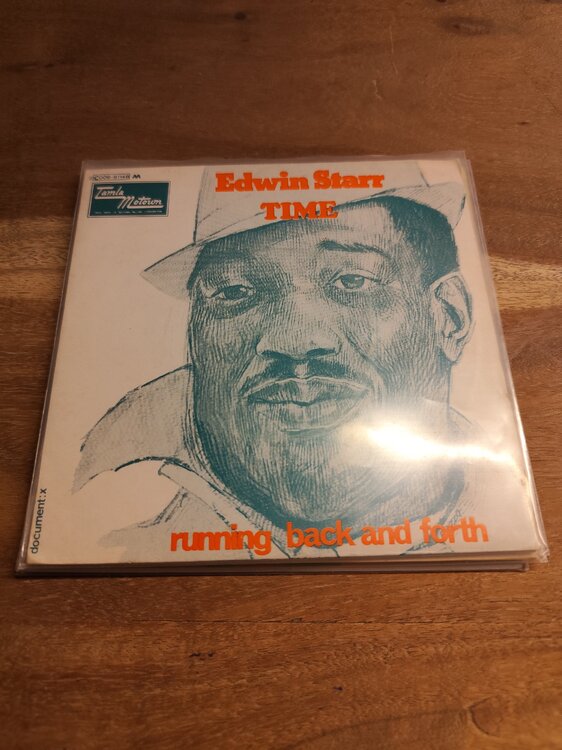 Edwin Starr
TIME
Tamla
Motown
running back and forth
document:x